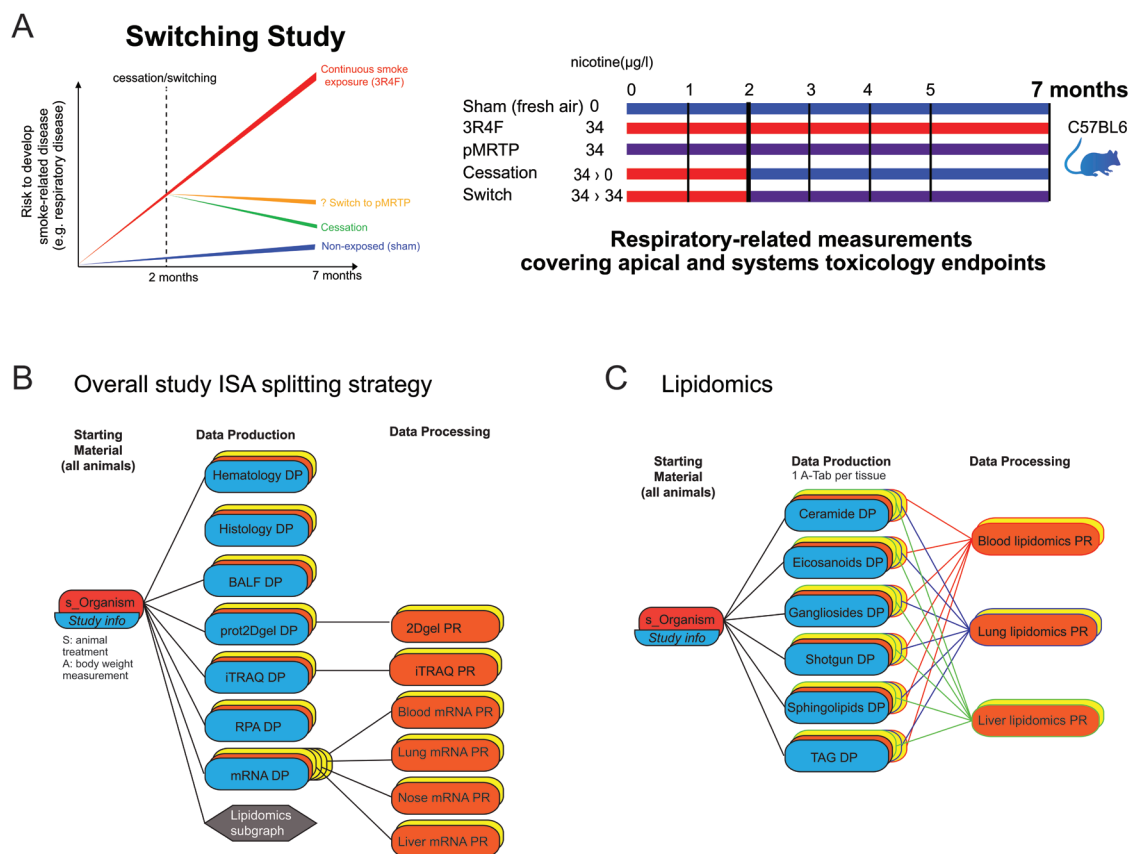 A
Switching Study
cessation/switching
Continuous smoke
exposure (3R4F)
Risk to develop
smoke-related disease
(e.g. respiratory disease)
? Switch to pMRTP
Cessation
Non-exposed (sham)
2 months
7 months
nicotine(µg/l)
0 1 2 3 4 5 7 months
Sham (fresh air) 0
3R4F 34
pMRTP 34
Cessation 34 › 0
Switch 34 › 34
C57BL6
Respiratory-related measurements
covering apical and systems toxicology endpoints
B
Overall study ISA splitting strategy
Starting
Material
(all animals)
Data Production
Data Processing
Hematology DP
Histology DP
BALF DP
s_Organism
Study info
S: animal
treatment
A: body weight
measurement
prot2Dgel DP
2Dgel PR
iTRAQ DP
iTRAQ PR
RPA DP
Blood mRNA PR
mRNA DP
Lung mRNA PR
Nose mRNA PR
Lipidomics
subgraph
Liver mRNA PR
C
Lipidomics
Starting
Material
(all animals)
Data Production
1 A-Tab per tissue
Data Processing
Ceramide DP
Eicosanoids DP
Gangliosides DP
Shotgun DP
Sphingolipids DP
TAG DP
s_Organism
Study info
Blood lipidomics PR
Lung lipidomics PR
Liver lipidomics PR